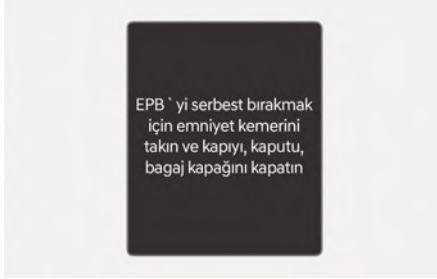 EPB ` yi serbest bırakmak
için emniyet kemerini
takın ve kapıyı, kaputu,
bagaj kapağını kapatın